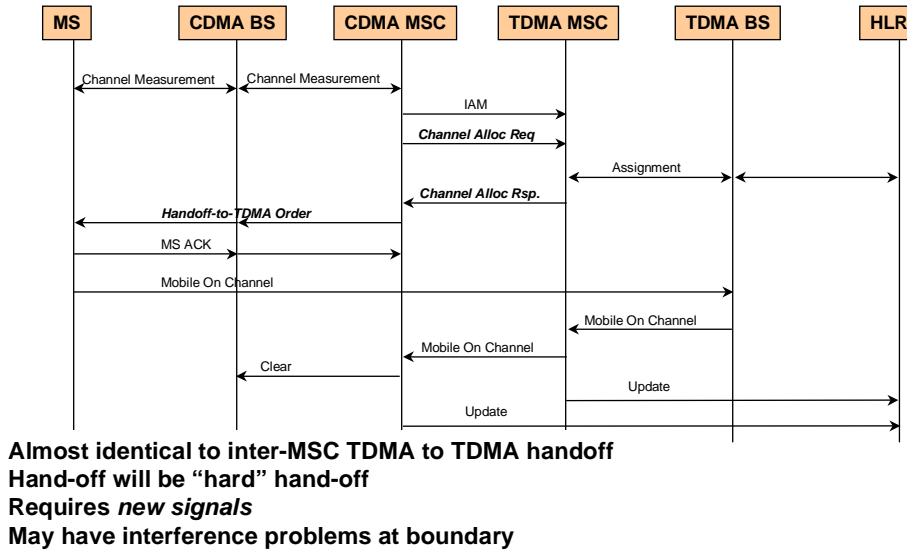 MS CDMA BS CDMA MSC TDMA MSC TDMA BS HLR
Channel Measurement Channel Measurement
IAM
Channel Alloc Req
Assignment
Channel Alloc Rsp.
Handoff-to-TDMA Order
MS ACK
Mobile On Channel
Mobile On Channel
Mobile On Channel
Clear
Update
Update
Almost identical to inter-MSC TDMA to TDMA handoff
Hand-off will be “hard” hand-off
Requires new signals
May have interference problems at boundary